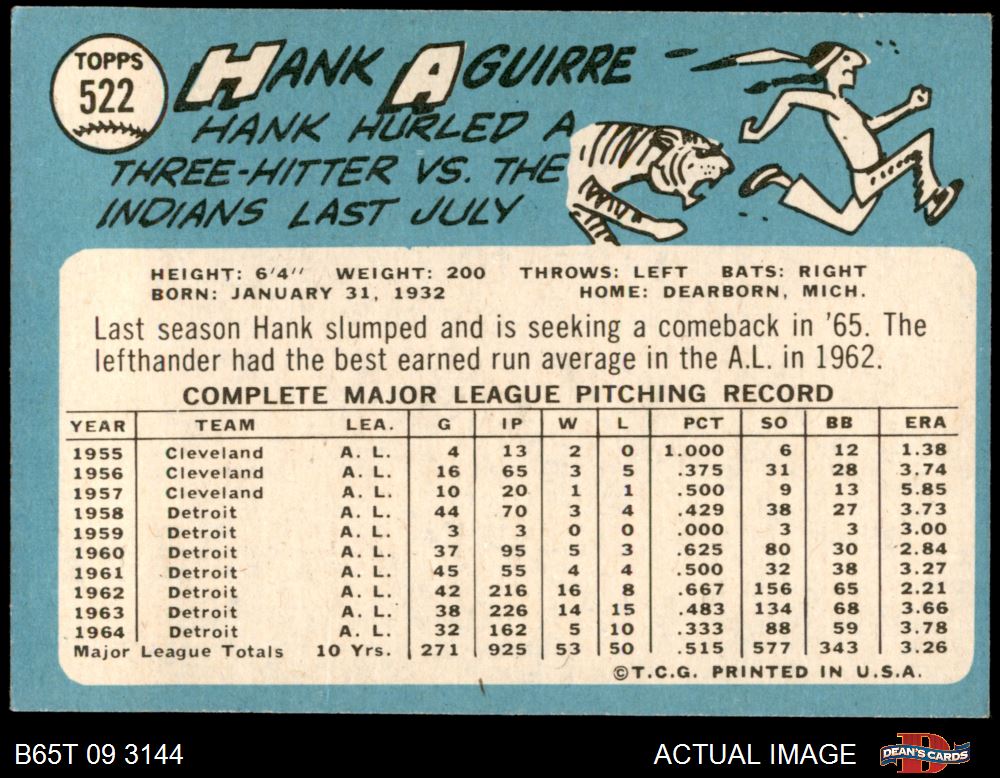 TOPPS
522
HANK AGUIRRE
HANK HURLED A
THREE-HITTER VS. THE
INDIANS LAST JULY
HEIGHT: 6'4" WEIGHT: 200 THROWS: LEFT BATS: RIGHT
BORN: JANUARY 31, 1932 HOME: DEARBORN, MICH.
Last season Hank slumped and is seeking a comeback in '65. The
lefthander had the best earned run average in the A.L. in 1962.
COMPLETE MAJOR LEAGUE PITCHING RECORD
YEAR TEAM LEA. G IP W L PCT SO BB ERA
1955 Cleveland A. L. 4 13 2 0 1.000 6 12 1.38
1956 Cleveland A. L. 16 65 3 5 .375 31 28 3.74
1957 Cleveland A. L. 10 20 1 1 .500 9 13 5.85
1958 Detroit A. L. 44 70 3 4 .429 38 27 3.73
1959 Detroit A. L. 3 3 0 0 .000 3 3 3.00
1960 Detroit A. L. 37 95 5 3 .625 80 30 2.84
1961 Detroit A. L. 45 55 4 4 .500 32 38 3.27
1962 Detroit A. L. 42 216 16 8 .667 156 65 2.21
1963 Detroit A. L. 38 226 14 15 .483 134 68 3.66
1964 Detroit A. L. 32 162 5 10 .333 88 59 3.78
Major League Totals 10 Yrs. 271 925 53 50 .515 577 343 3.26
©T.C.G. PRINTED IN U.S.A.
B65T 09 3144 ACTUAL IMAGE D DEAN'S CARDS